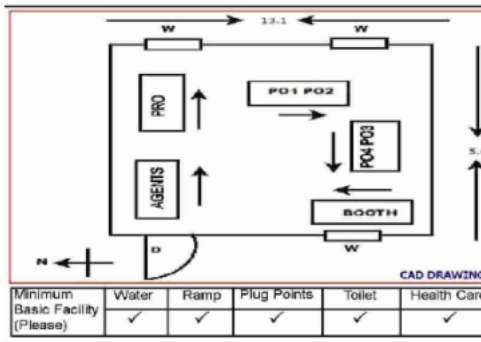 13.1
W W
PRO
PO1 PO2
PO4 PO3
AGENTS
BOOTH
D
W
N
CAD DRAWING
Minimum Basic Facility (Please) Water Ramp Plug Points Toilet Health Care
✓ ✓ ✓ ✓ ✓